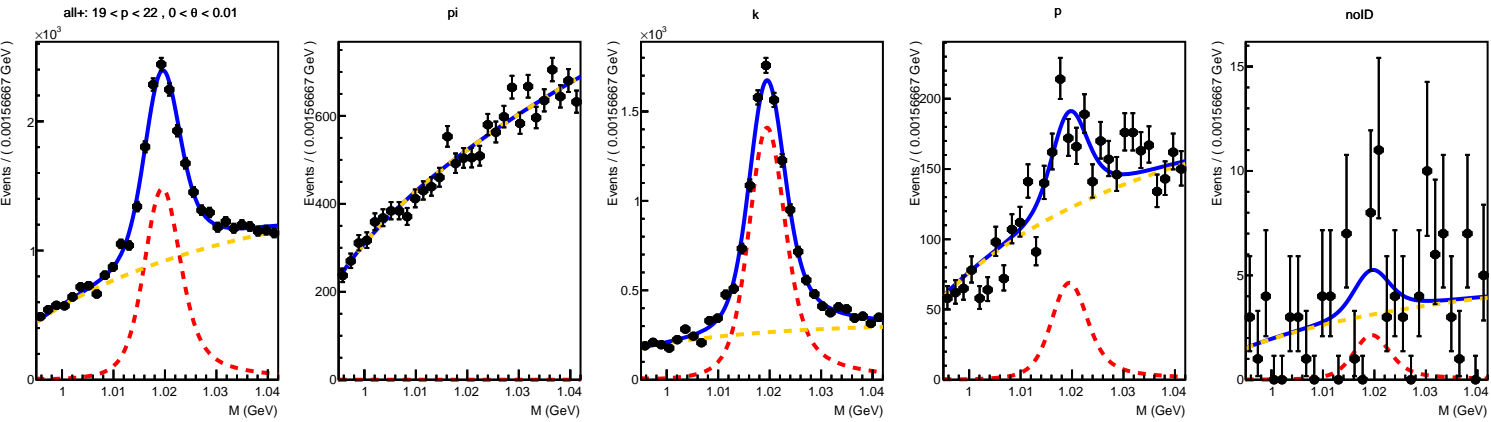 all+: 19 < p < 22 , 0 < θ < 0.01
×10³
Events / ( 0.00156667 GeV )
2
1
0
1 1.01 1.02 1.03 1.04
M (GeV)
pi
Events / ( 0.00156667 GeV )
600
400
200
0
1 1.01 1.02 1.03 1.04
M (GeV)
k
×10³
Events / ( 0.00156667 GeV )
1.5
1
0.5
0
1 1.01 1.02 1.03 1.04
M (GeV)
p
Events / ( 0.00156667 GeV )
200
150
100
50
0
1 1.01 1.02 1.03 1.04
M (GeV)
noID
Events / ( 0.00156667 GeV )
15
10
5
0
1 1.01 1.02 1.03 1.04
M (GeV)